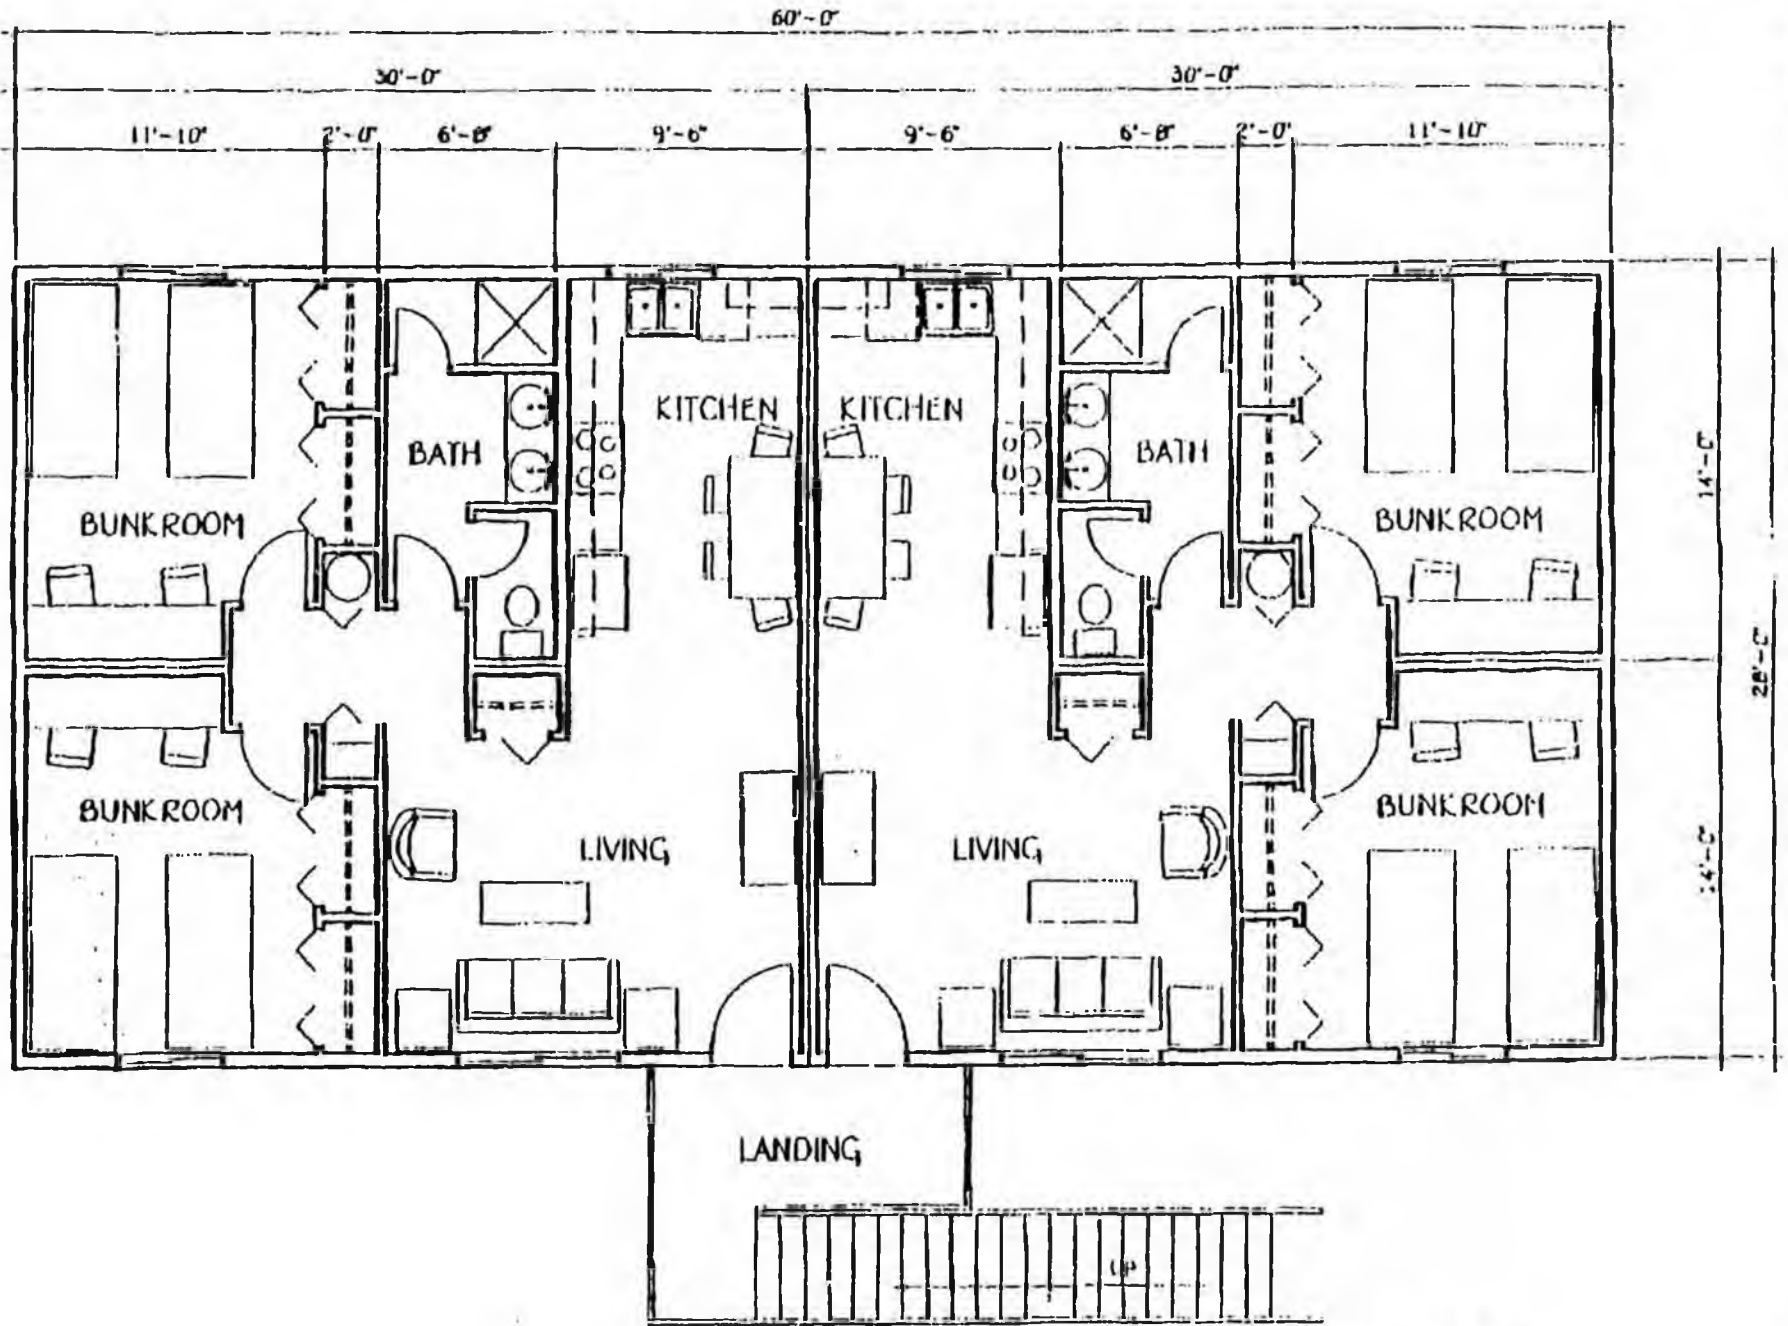 60'-0"
30'-0" 30'-0"
11'-10" 2'-0" 6'-8" 9'-6" 9'-6" 6'-8" 2'-0" 11'-10"
KITCHEN KITCHEN
BATH BATH
14'-0"
BUNKROOM BUNKROOM
28'-0"
BUNKROOM BUNKROOM
LIVING LIVING
14'-0"
LANDING
UP